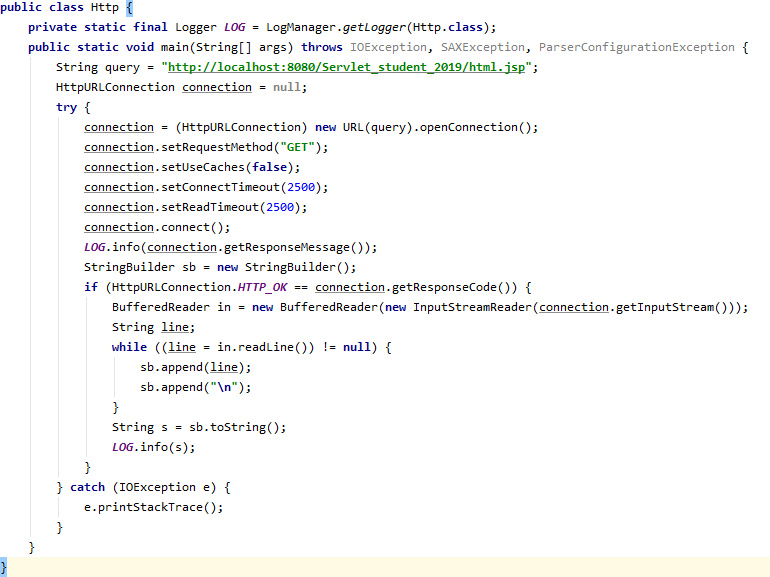 public class Http {
    private static final Logger LOG = LogManager.getLogger(Http.class);
    public static void main(String[] args) throws IOException, SAXException, ParserConfigurationException {
        String query = "http://localhost:8080/Servlet_student_2019/html.jsp";
        HttpURLConnection connection = null;
        try {
            connection = (HttpURLConnection) new URL(query).openConnection();
            connection.setRequestMethod("GET");
            connection.setUseCaches(false);
            connection.setConnectTimeout(2500);
            connection.setReadTimeout(2500);
            connection.connect();
            LOG.info(connection.getResponseMessage());
            StringBuilder sb = new StringBuilder();
            if (HttpURLConnection.HTTP_OK == connection.getResponseCode()) {
                BufferedReader in = new BufferedReader(new InputStreamReader(connection.getInputStream()));
                String line;
                while ((line = in.readLine()) != null) {
                    sb.append(line);
                    sb.append("\n");
                }
                String s = sb.toString();
                LOG.info(s);
            }
        } catch (IOException e) {
            e.printStackTrace();
        }
    }
}